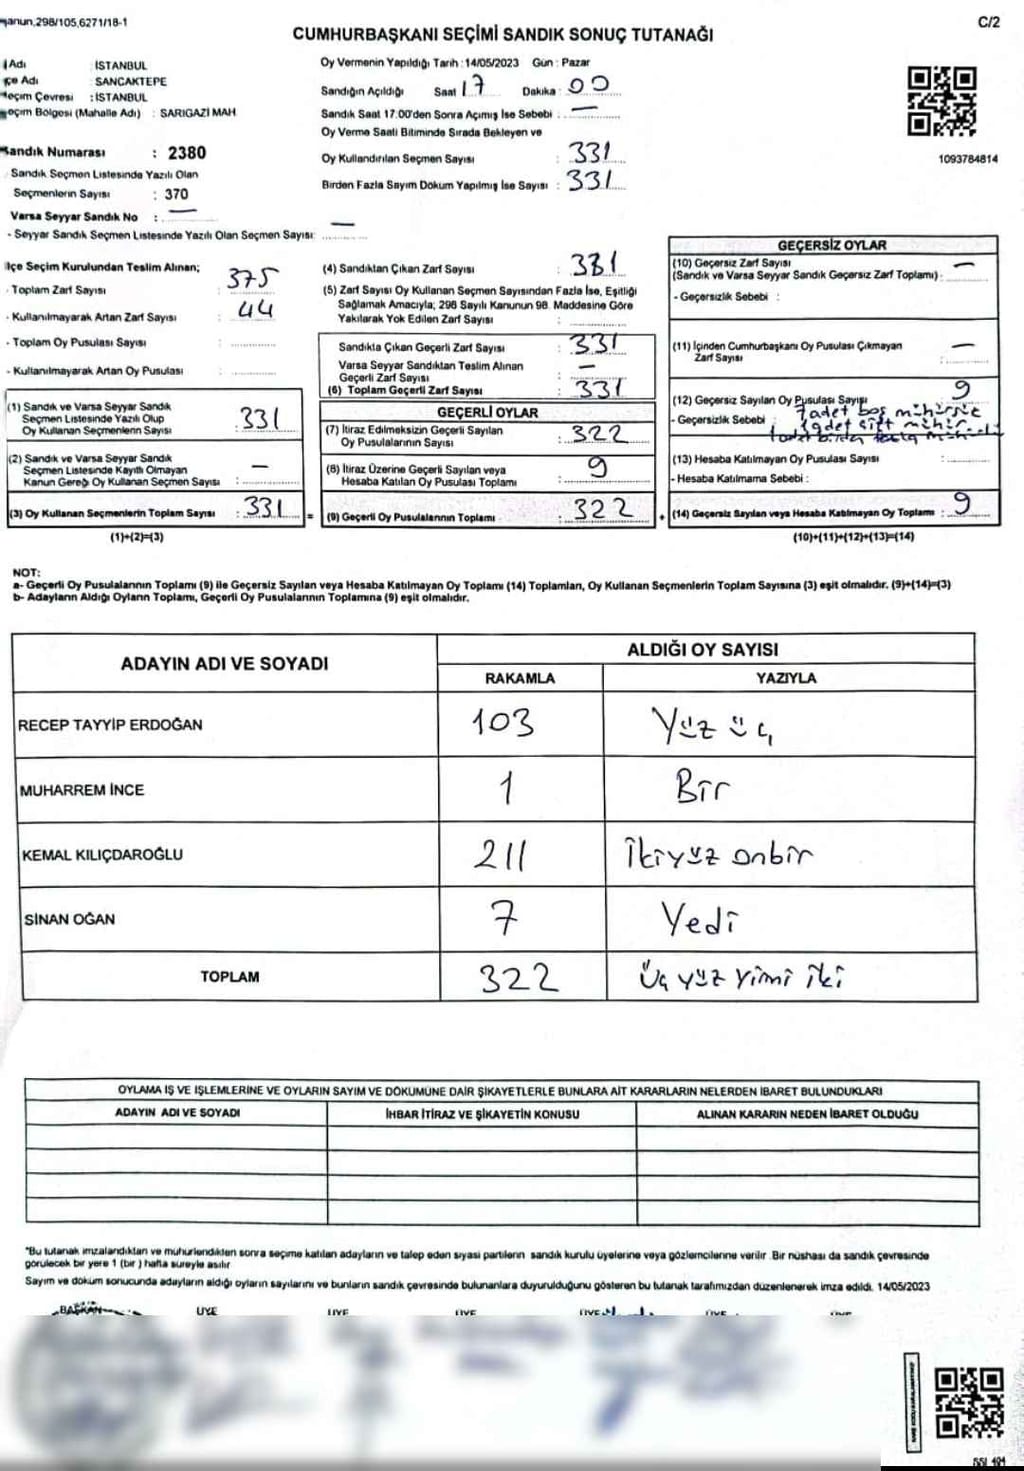 anun,298/105,6271/18-1
C/2
CUMHURBAŞKANI SEÇİMİ SANDIK SONUÇ TUTANAĞI
Adı : İSTANBUL
çe Adı : SANCAKTEPE
eçim Çevresi : İSTANBUL
eçim Bölgesi (Mahalle Adı) : SARIGAZİ MAH
andık Numarası : 2380
Sandık Seçmen Listesinde Yazılı Olan
Seçmenlerin Sayısı : 370
Varsa Seyyar Sandık No : —
- Seyyar Sandık Seçmen Listesinde Yazılı Olan Seçmen Sayısı: —
Oy Vermenin Yapıldığı Tarih :14/05/2023 Gün : Pazar
Sandığın Açıldığı Saat 17 Dakika : 00
Sandık Saat 17.00'den Sonra Açımış İse Sebebi : —
Oy Verme Saati Bitiminde Sırada Bekleyen ve
Oy Kullandırılan Seçmen Sayısı : 331
Birden Fazla Sayım Döküm Yapılmış İse Sayısı : 331
1093784814
lçe Seçim Kurulundan Teslim Alınan;
- Toplam Zarf Sayısı : 375
- Kullanılmayarak Artan Zarf Sayısı : 44
- Toplam Oy Pusulası Sayısı :
- Kullanılmayarak Artan Oy Pusulası :
(1) Sandık ve Varsa Seyyar Sandık
Seçmen Listesinde Yazılı Olup
Oy Kullanan Seçmenlerin Sayısı : 331
(2) Sandık ve Varsa Seyyar Sandık
Seçmen Listesinde Kayıtlı Olmayan
Kanun Gereği Oy Kullanan Seçmen Sayısı : —
(3) Oy Kullanan Seçmenlerin Toplam Sayısı : 331 =
(1)+(2)=(3)
(4) Sandıktan Çıkan Zarf Sayısı : 331
(5) Zarf Sayısı Oy Kullanan Seçmen Sayısından Fazla İse, Eşitliği
Sağlamak Amacıyla; 298 Sayılı Kanunun 98. Maddesine Göre
Yakılarak Yok Edilen Zarf Sayısı :
Sandıkta Çıkan Geçerli Zarf Sayısı : 331
Varsa Seyyar Sandıktan Teslim Alınan
Geçerli Zarf Sayısı : —
(6) Toplam Geçerli Zarf Sayısı : 331
GEÇERLİ OYLAR
(7) İtiraz Edilmeksizin Geçerli Sayılan
Oy Pusulalarının Sayısı : 322
(8) İtiraz Üzerine Geçerli Sayılan veya
Hesaba Katılan Oy Pusulası Toplamı : 9
(9) Geçerli Oy Pusulalarının Toplamı : 322 +
GEÇERSİZ OYLAR
(10) Geçersiz Zarf Sayısı
(Sandık ve Varsa Seyyar Sandık Geçersiz Zarf Toplamı) : —
- Geçersizlik Sebebi :
(11) İçinden Cumhurbaşkanı Oy Pusulası Çıkmayan
Zarf Sayısı : —
(12) Geçersiz Sayılan Oy Pusulası Sayısı 9
- Geçersizlik Sebebi : 7 adet boş mühürsüz
1 adet çift mühür
1 adet birden fazla
(13) Hesaba Katılmayan Oy Pusulası Sayısı :
- Hesaba Katılmama Sebebi :
(14) Geçersiz Sayılan veya Hesaba Katılmayan Oy Toplamı : 9
(10)+(11)+(12)+(13)=(14)
NOT:
a- Geçerli Oy Pusulalarının Toplamı (9) ile Geçersiz Sayılan veya Hesaba Katılmayan Oy Toplamı (14) Toplamları, Oy Kullanan Seçmenlerin Toplam Sayısına (3) eşit olmalıdır. (9)+(14)=(3)
b- Adayların Aldığı Oyların Toplamı, Geçerli Oy Pusulalarının Toplamına (9) eşit olmalıdır.
ADAYIN ADI VE SOYADI ALDIĞI OY SAYISI
RAKAMLA YAZIYLA
RECEP TAYYİP ERDOĞAN 103 Yüz üç
MUHARREM İNCE 1 Bir
KEMAL KILIÇDAROĞLU 211 İkiyüz onbir
SİNAN OĞAN 7 Yedi
TOPLAM 322 Üç yüz yimi iki
OYLAMA İŞ VE İŞLEMLERİNE VE OYLARIN SAYIM VE DÖKÜMÜNE DAİR ŞİKAYETLERLE BUNLARA AİT KARARLARIN NELERDEN İBARET BULUNDUKLARI
ADAYIN ADI VE SOYADI İHBAR İTİRAZ VE ŞİKAYETİN KONUSU ALINAN KARARIN NEDEN İBARET OLDUĞU
*Bu tutanak imzalandıktan ve mühürlendikten sonra seçime katılan adayların ve talep eden siyasi partilerin sandık kurulu üyelerine veya gözlemcilerine verilir. Bir nüshası da sandık çevresinde
görülecek bir yere 1 (bir) hafta süreyle asılır
Sayım ve döküm sonucunda adayların aldığı oyların sayılarını ve bunların sandık çevresinde bulunanlara duyurulduğunu gösteren bu tutanak tarafımızdan düzenlenerek imza edildi. 14/05/2023
BAŞKAN ÜYE ÜYE ÜYE ÜYE ÜYE ÜYE